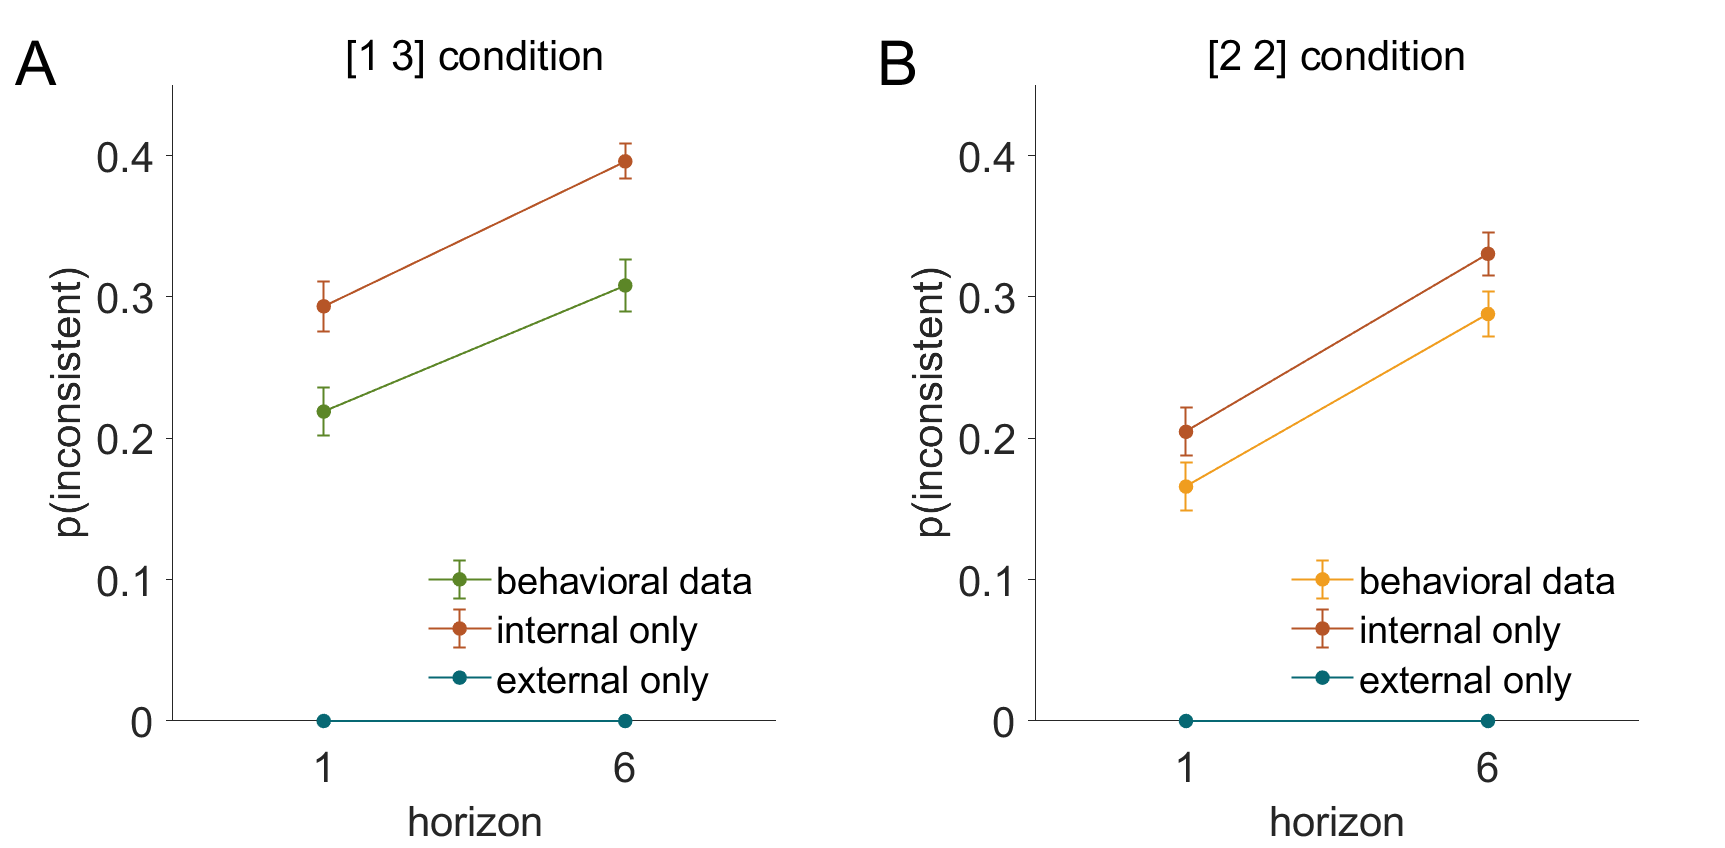 A
[1 3] condition
p(inconsistent)
0.4
0.3
0.2
0.1
0
behavioral data
internal only
external only
1
6
horizon
B
[2 2] condition
p(inconsistent)
0.4
0.3
0.2
0.1
0
behavioral data
internal only
external only
1
6
horizon